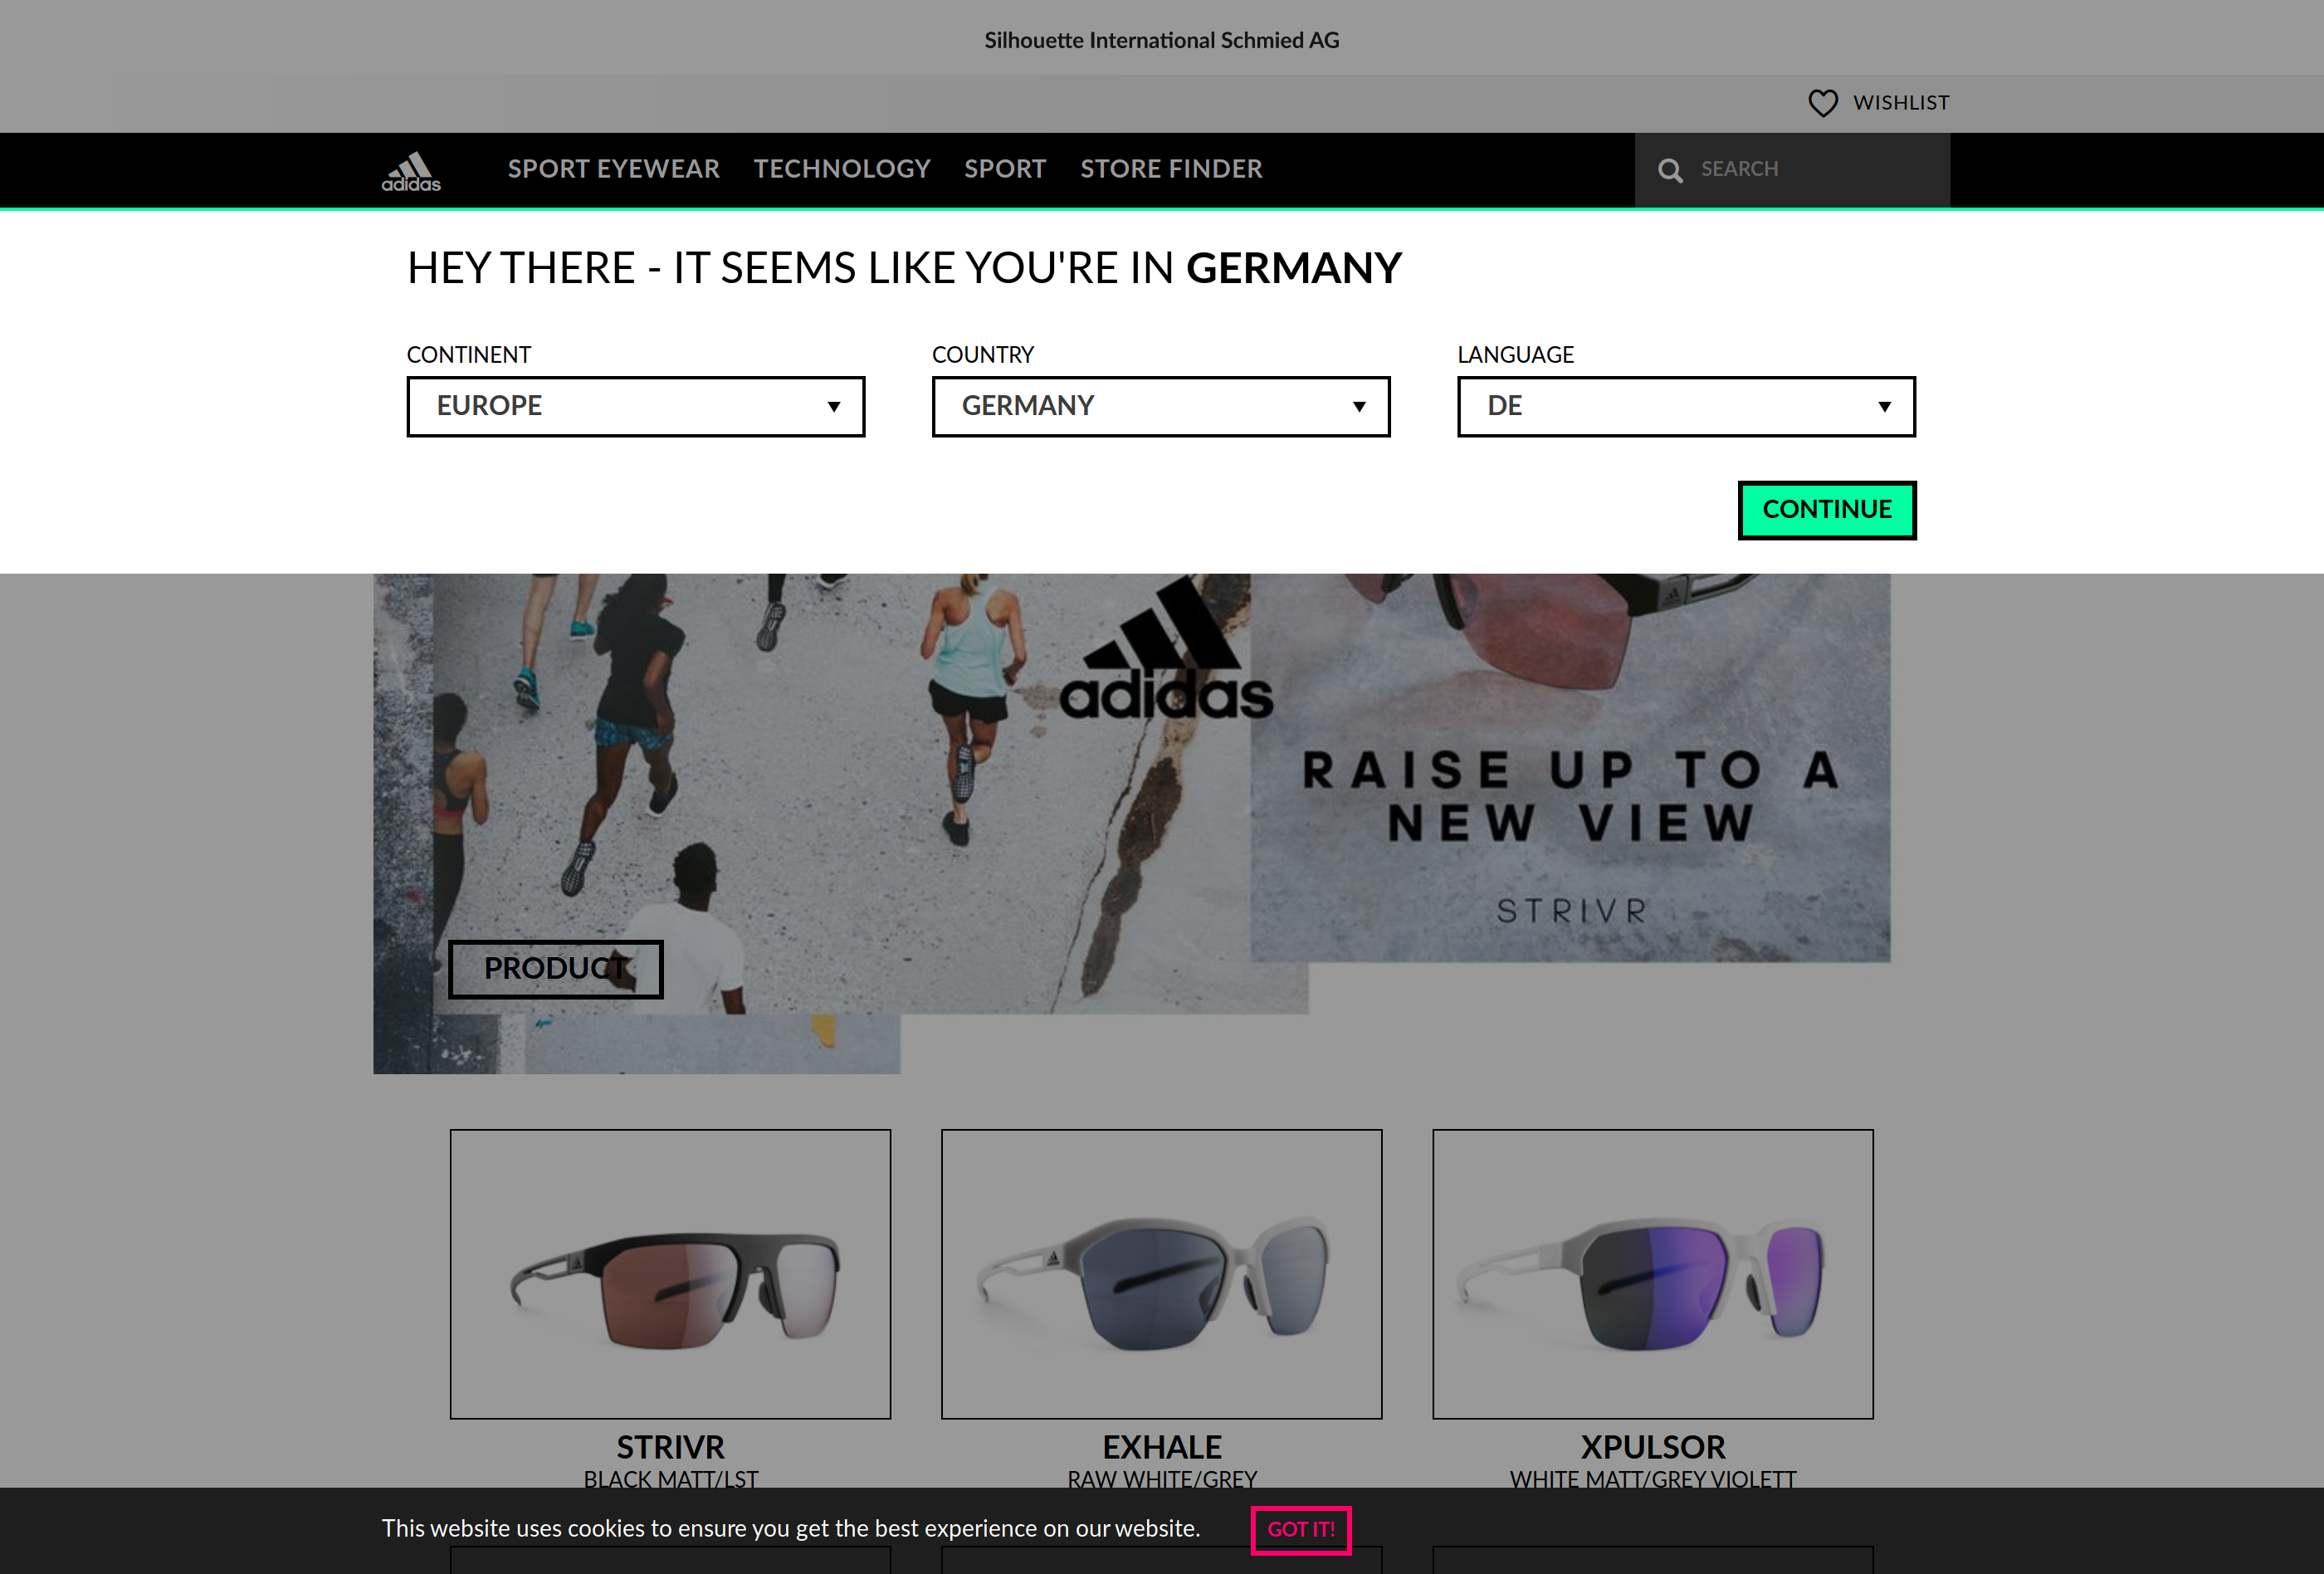 Silhouette International Schmied AG
WISHLIST
adidas
SPORT EYEWEAR
TECHNOLOGY
SPORT
STORE FINDER
SEARCH
HEY THERE - IT SEEMS LIKE YOU'RE IN GERMANY
CONTINENT
COUNTRY
LANGUAGE
EUROPE
GERMANY
DE
CONTINUE
adidas
RAISE UP TO A
NEW VIEW
STRIVR
PRODUCT
STRIVR
BLACK MATT/LST
EXHALE
RAW WHITE/GREY
XPULSOR
WHITE MATT/GREY VIOLETT
This website uses cookies to ensure you get the best experience on our website.
GOT IT!